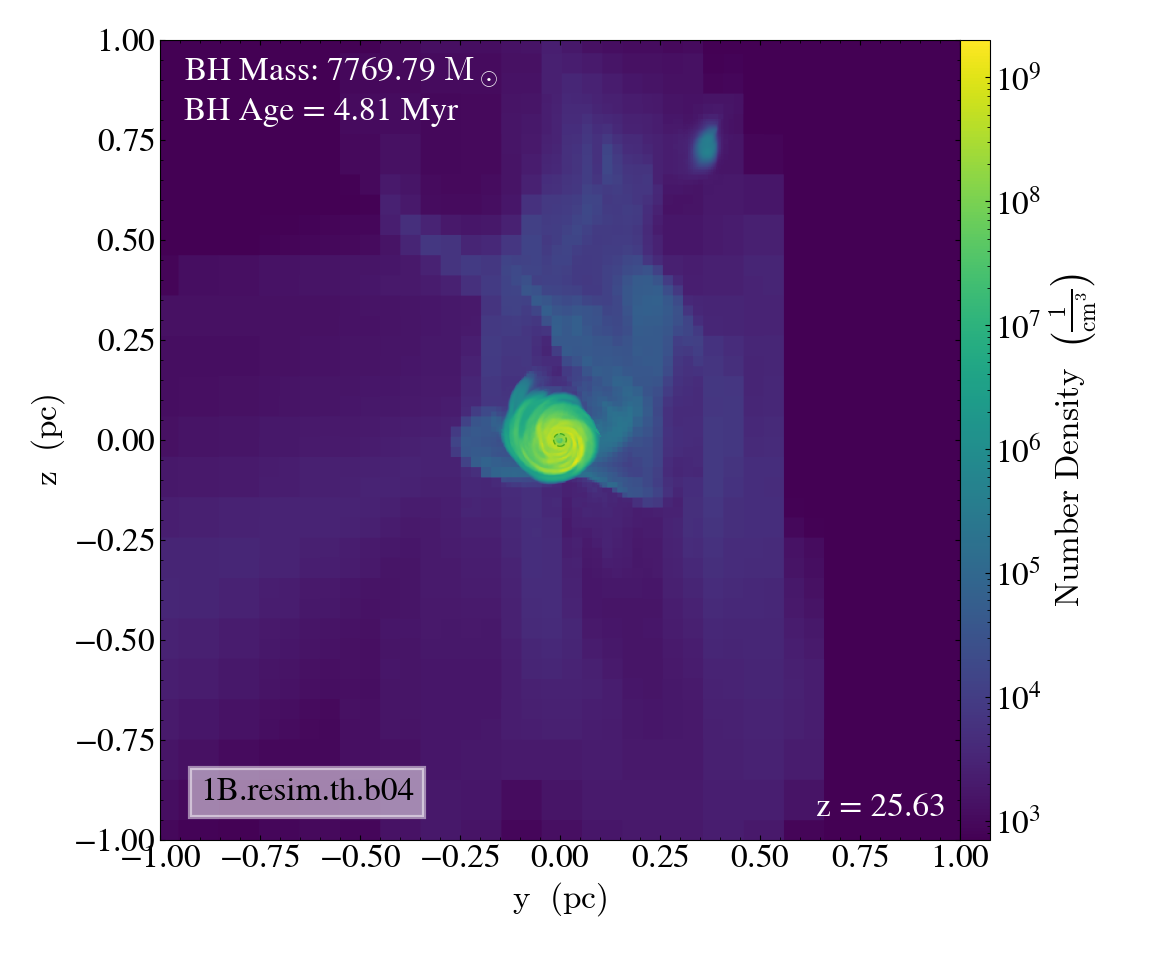 BH Mass: 7769.79 M⊙
BH Age = 4.81 Myr
1B.resim.th.b04
z = 25.63
1.00
0.75
0.50
0.25
0.00
−0.25
−0.50
−0.75
−1.00
z (pc)
−1.00 −0.75 −0.50 −0.25 0.00 0.25 0.50 0.75 1.00
y (pc)
10⁹
10⁸
10⁷
10⁶
10⁵
10⁴
10³
Number Density (1/cm³)